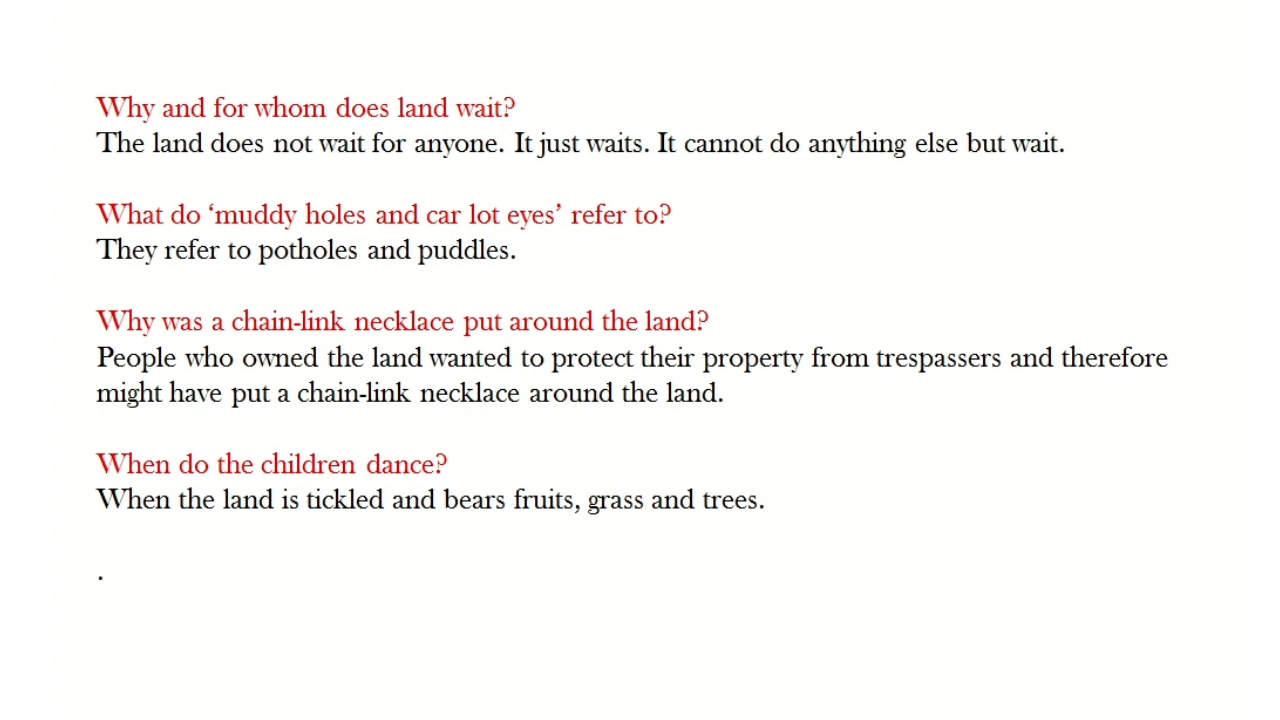 Why and for whom does land wait?
The land does not wait for anyone. It just waits. It cannot do anything else but wait.
What do ‘muddy holes and car lot eyes’ refer to?
They refer to potholes and puddles.
Why was a chain-link necklace put around the land?
People who owned the land wanted to protect their property from trespassers and therefore
might have put a chain-link necklace around the land.
When do the children dance?
When the land is tickled and bears fruits, grass and trees.
.